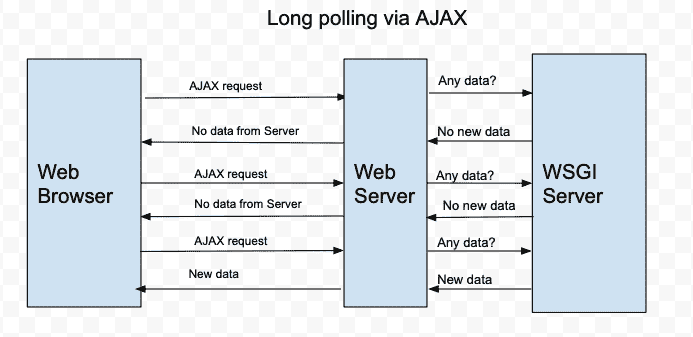 Long polling via AJAX
AJAX request
Any data?
No data from Server
No new data
Web
Browser
AJAX request
Web
Server
Any data?
WSGI
Server
No data from Server
No new data
AJAX request
Any data?
New data
New data